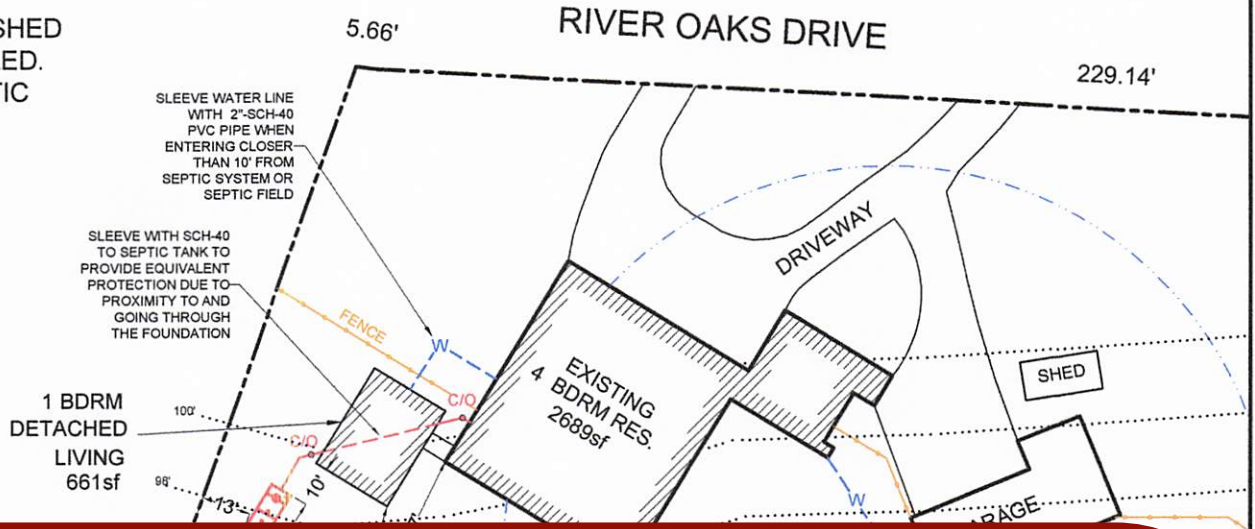 SHED
ED.
TIC
5.66'
RIVER OAKS DRIVE
229.14'
SLEEVE WATER LINE
WITH 2"-SCH-40
PVC PIPE WHEN
ENTERING CLOSER
THAN 10' FROM
SEPTIC SYSTEM OR
SEPTIC FIELD
SLEEVE WITH SCH-40
TO SEPTIC TANK TO
PROVIDE EQUIVALENT
PROTECTION DUE TO
PROXIMITY TO AND
GOING THROUGH
THE FOUNDATION
DRIVEWAY
FENCE
W
EXISTING
4 BDRM RES.
2689sf
SHED
C/O
C/O
1 BDRM
DETACHED
LIVING
661sf
100'
98'
13'
10'
W
ARAGE